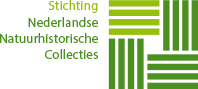 Stichting
Nederlandse
Natuurhistorische
Collecties